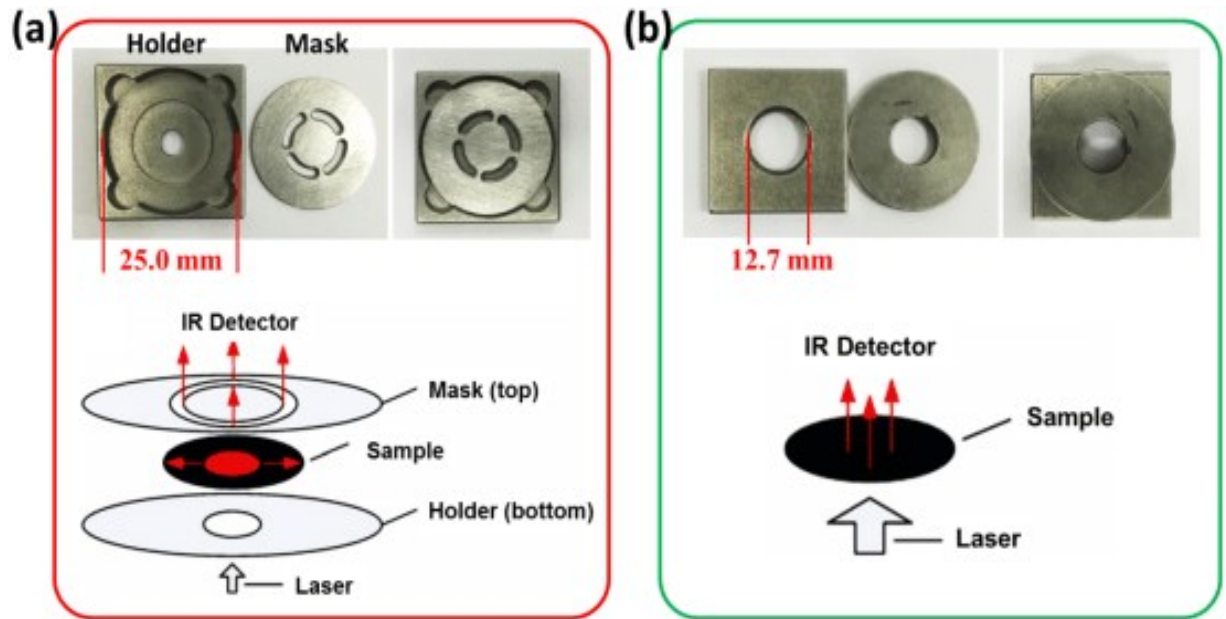 (a)
Holder Mask
25.0 mm
IR Detector
Mask (top)
Sample
Holder (bottom)
Laser
(b)
12.7 mm
IR Detector
Sample
Laser